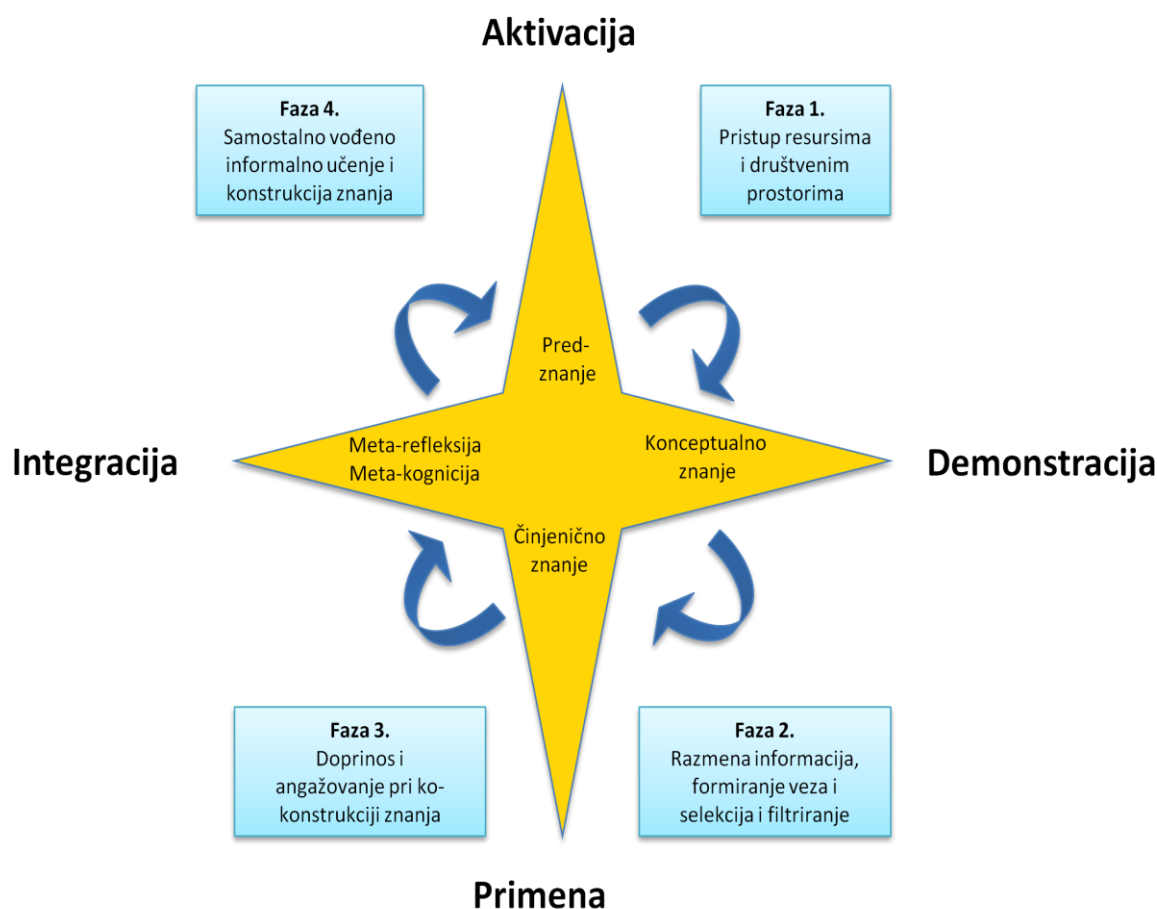 Aktivacija
Faza 4.
Samostalno vođeno
informalno učenje i
konstrukcija znanja
Faza 1.
Pristup resursima
i društvenim
prostorima
Pred-
znanje
Integracija
Meta-refleksija
Meta-kognicija
Konceptualno
znanje
Demonstracija
Činjenično
znanje
Faza 3.
Doprinos i
angažovanje pri ko-
konstrukciji znanja
Faza 2.
Razmena informacija,
formiranje veza i
selekcija i filtriranje
Primena